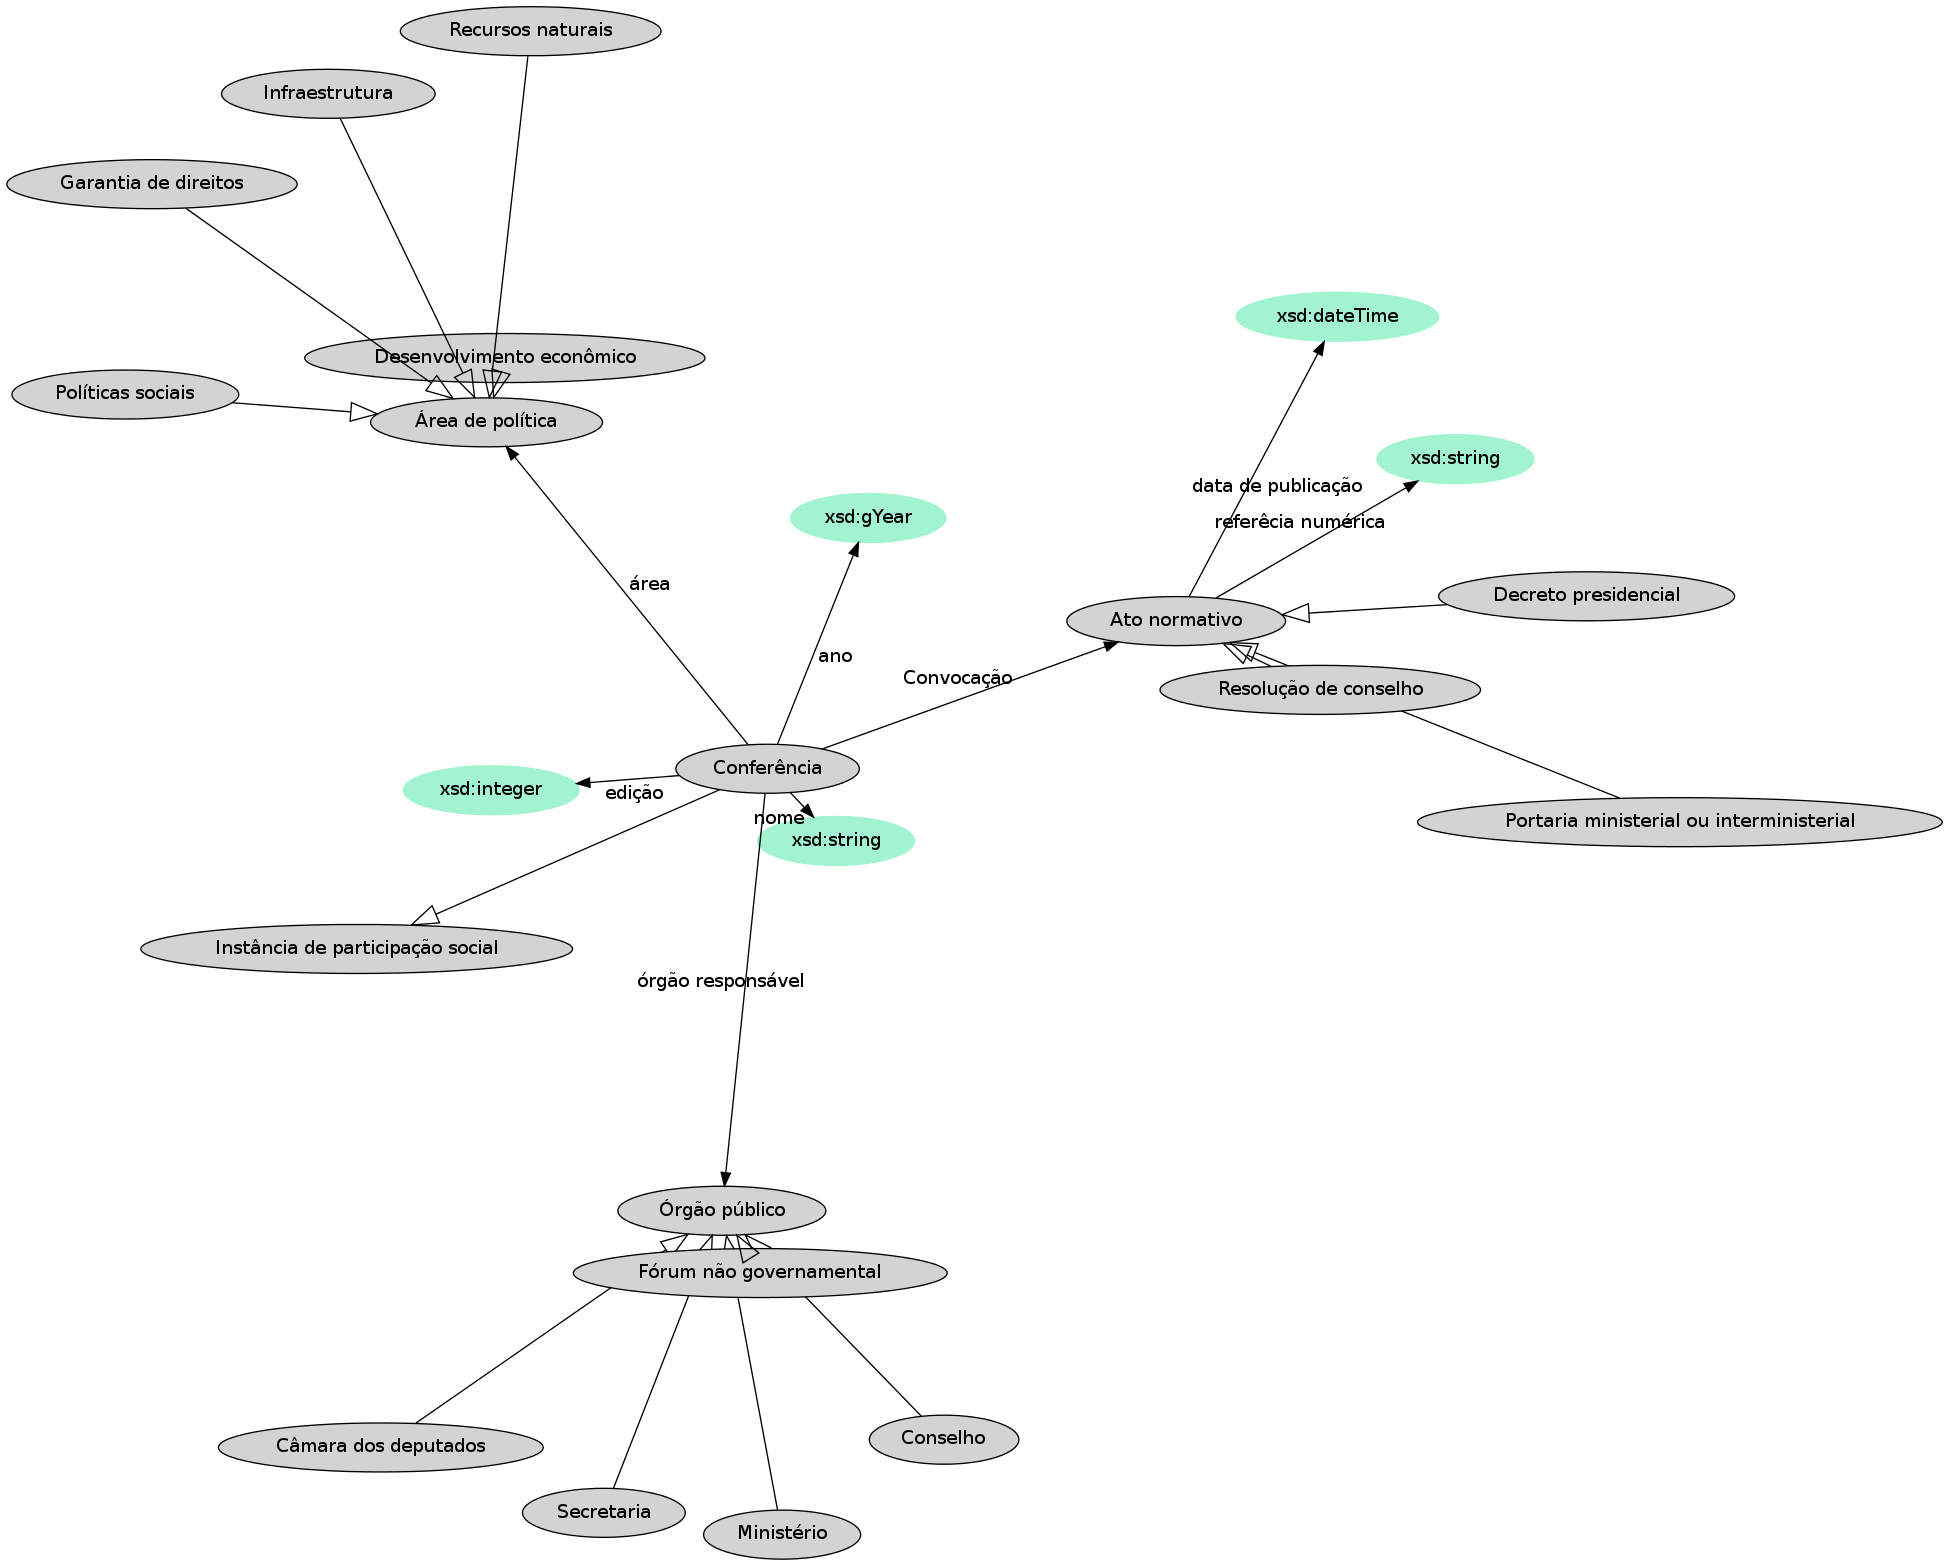 Recursos naturais
Infraestrutura
Garantia de direitos
xsd:dateTime
Desenvolvimento econômico
Políticas sociais
Área de política
xsd:string
data de publicação
xsd:gYear
referêcia numérica
área
Decreto presidencial
Ato normativo
ano
Convocação
Resolução de conselho
Conferência
xsd:integer
edição
nome
Portaria ministerial ou interministerial
xsd:string
Instância de participação social
órgão responsável
Órgão público
Fórum não governamental
Conselho
Câmara dos deputados
Secretaria
Ministério